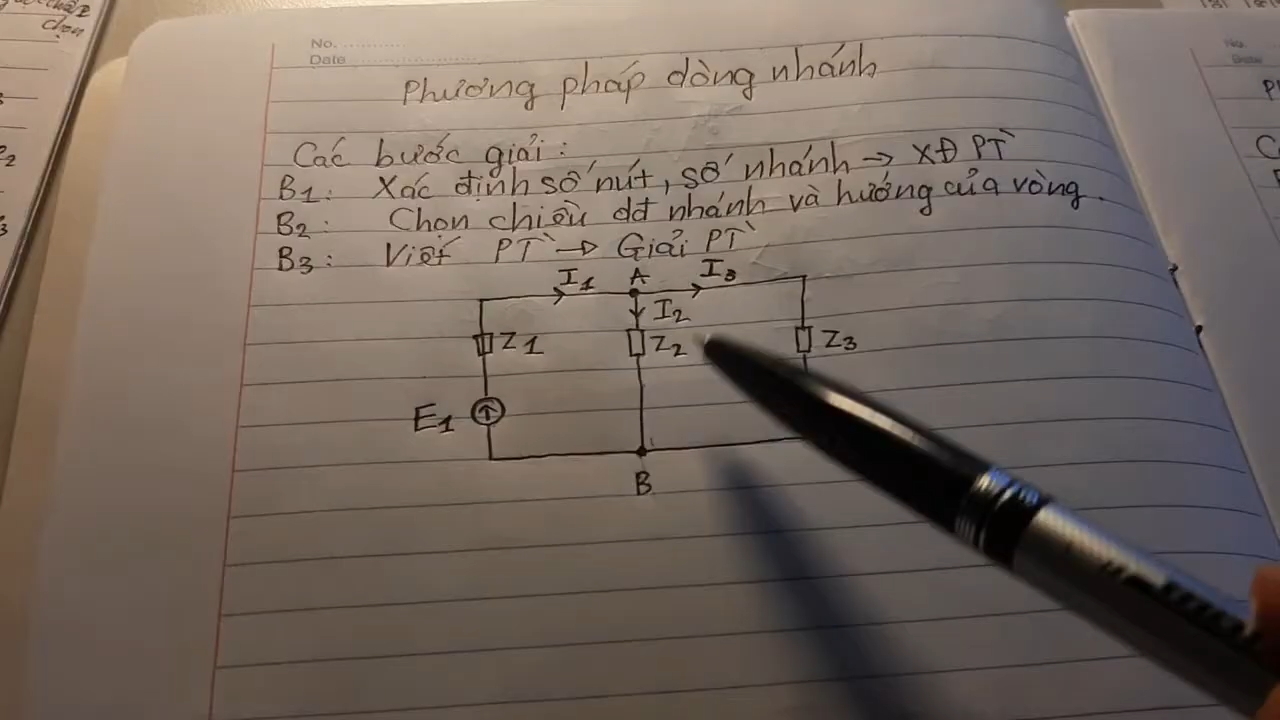 No.
Date
Phương pháp dòng nhánh
Các bước giải:
B1: Xác định số nút, số nhánh → XĐ PT
B2: Chọn chiều dđ nhánh và hướng của vòng.
B3: Viết PT → Giải PT
I1 A I3
I2
Z1 Z2 Z3
E1
B
chọn